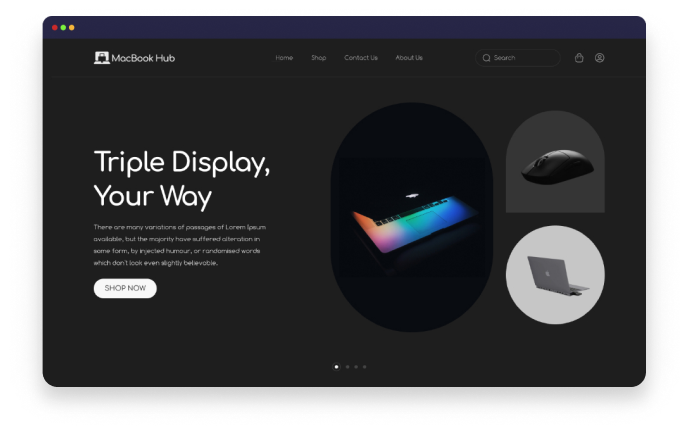 MacBook Hub
Home
Shop
Contact Us
About Us
Search
Triple Display,
Your Way
There are many variations of passages of Lorem Ipsum
available, but the majority have suffered alteration in
some form, by injected humour, or randomised words
which don't look even slightly believable.
SHOP NOW